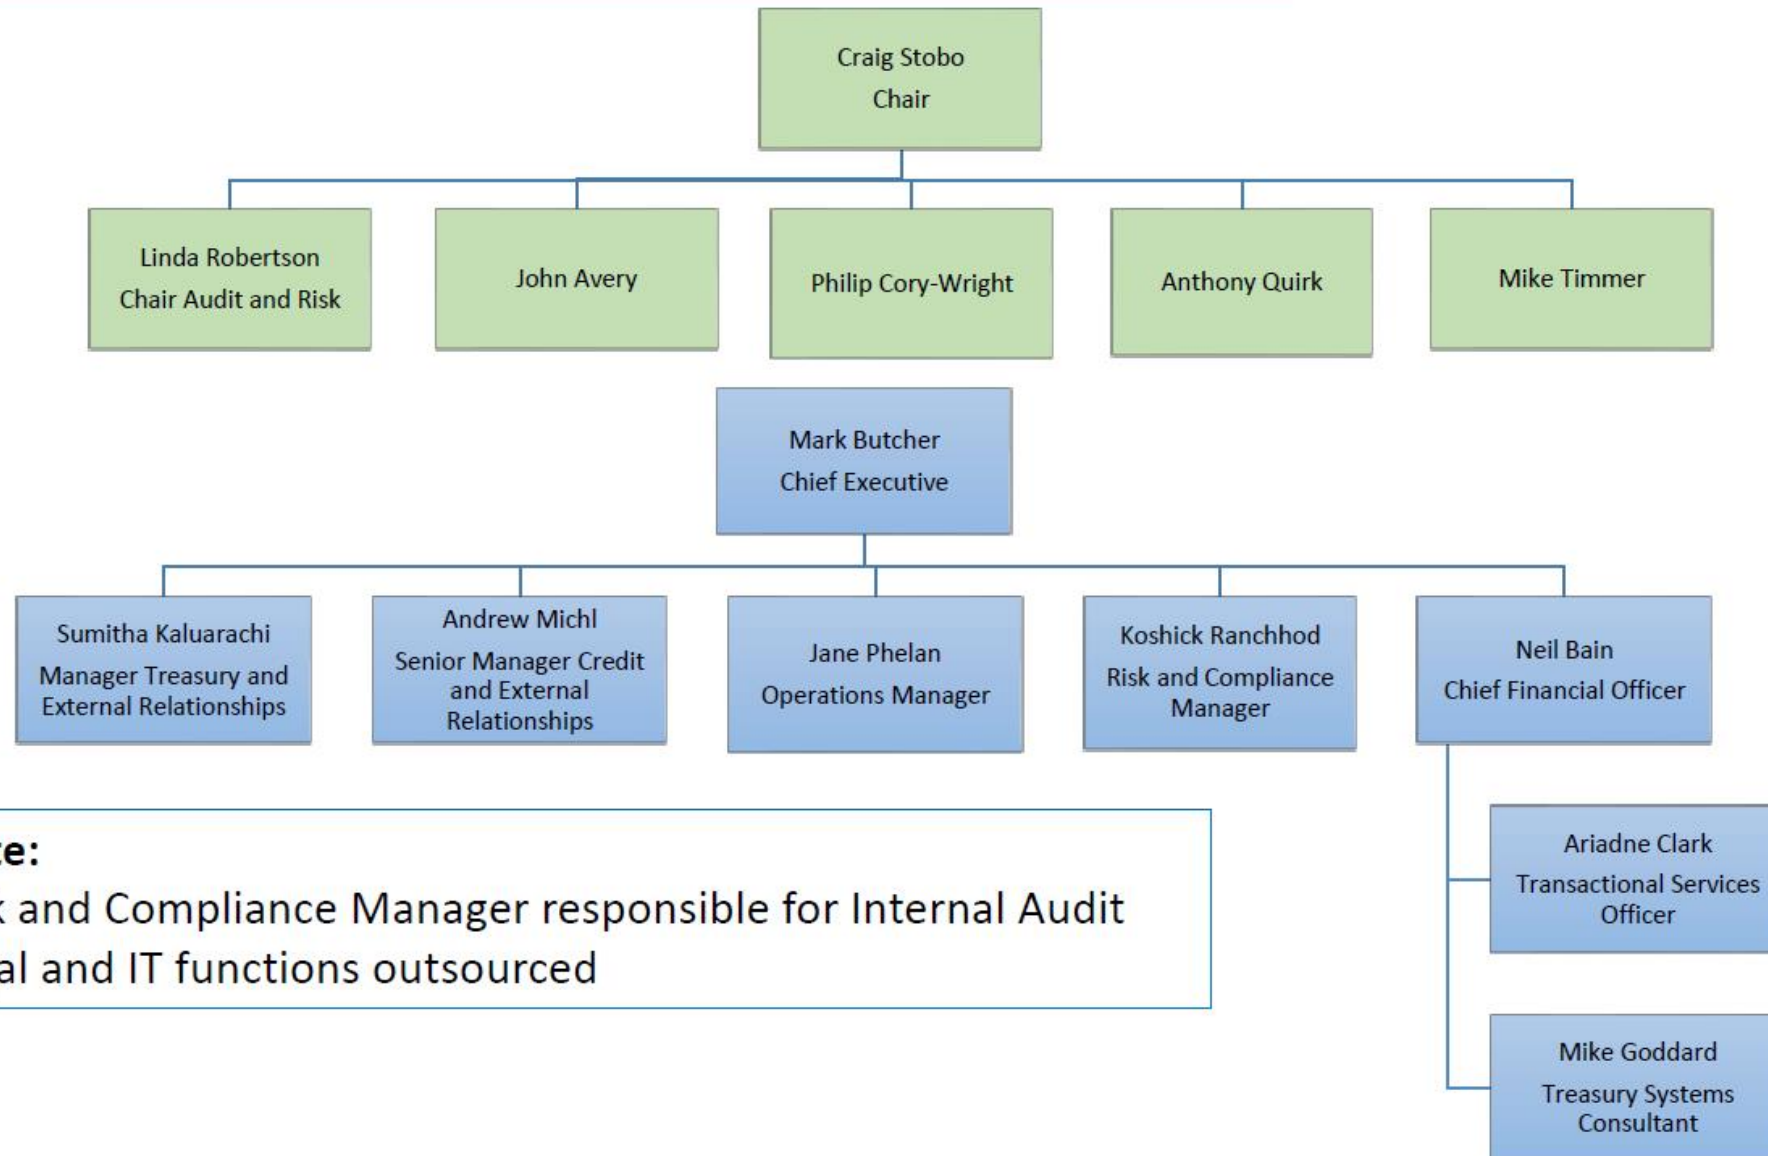 Craig Stobo
Chair
Linda Robertson
Chair Audit and Risk
John Avery
Philip Cory-Wright
Anthony Quirk
Mike Timmer
Mark Butcher
Chief Executive
Sumitha Kaluarachi
Manager Treasury and
External Relationships
Andrew Michl
Senior Manager Credit
and External
Relationships
Jane Phelan
Operations Manager
Koshick Ranchhod
Risk and Compliance
Manager
Neil Bain
Chief Financial Officer
Ariadne Clark
Transactional Services
Officer
Mike Goddard
Treasury Systems
Consultant
te:
k and Compliance Manager responsible for Internal Audit
al and IT functions outsourced